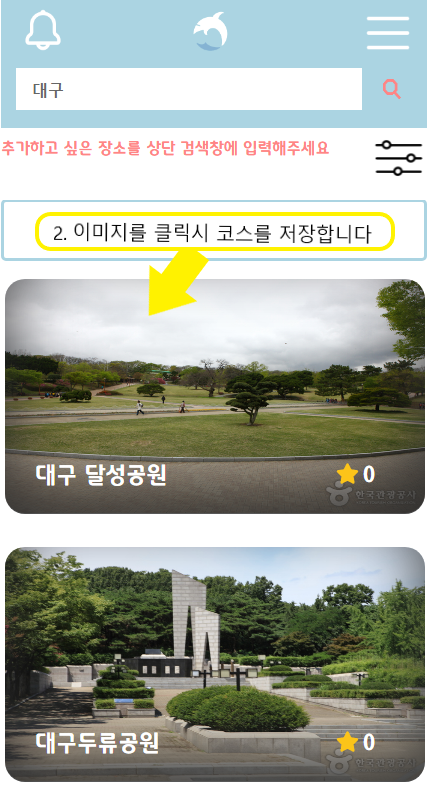 대구
추가하고 싶은 장소를 상단 검색창에 입력해주세요
2. 이미지를 클릭시 코스를 저장합니다
대구 달성공원
0
한국관광공사
대구두류공원
0
한국관광공사